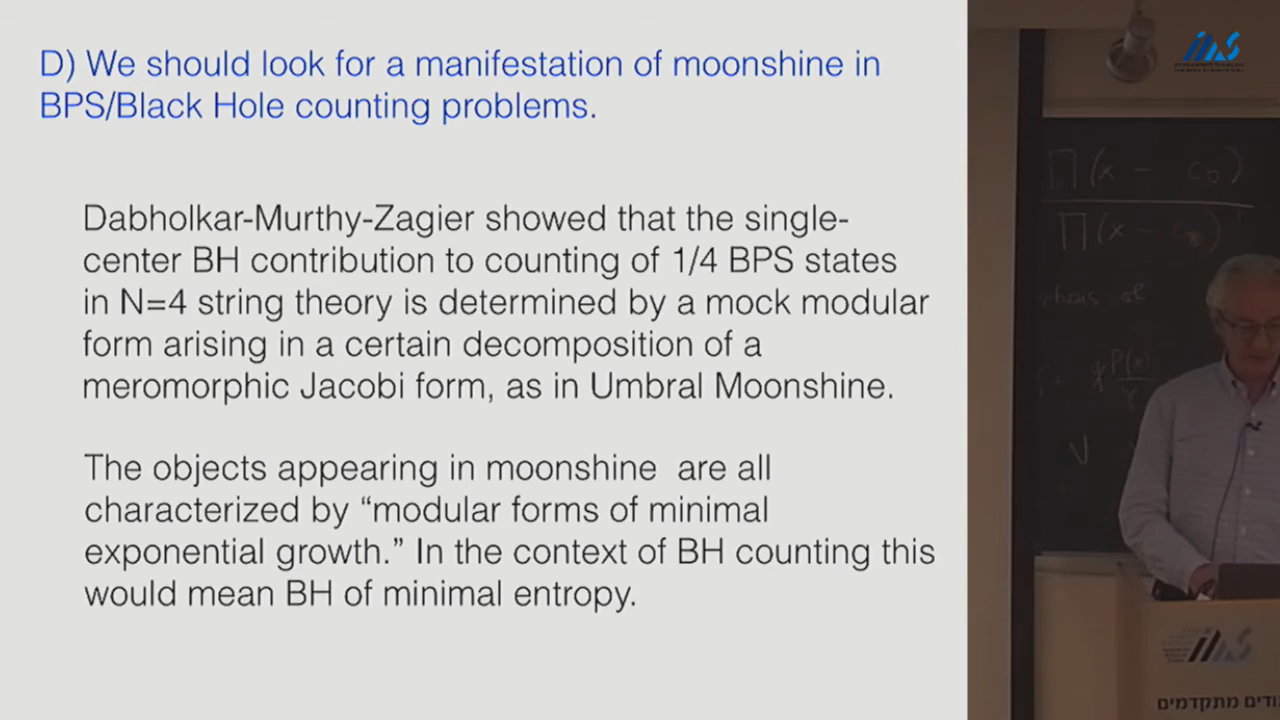 D) We should look for a manifestation of moonshine in
BPS/Black Hole counting problems.
Dabholkar-Murthy-Zagier showed that the single-
center BH contribution to counting of 1/4 BPS states
in N=4 string theory is determined by a mock modular
form arising in a certain decomposition of a
meromorphic Jacobi form, as in Umbral Moonshine.
The objects appearing in moonshine are all
characterized by “modular forms of minimal
exponential growth.” In the context of BH counting this
would mean BH of minimal entropy.
∏(x −
∏(x −
of
P(x)
N
מתקדמים